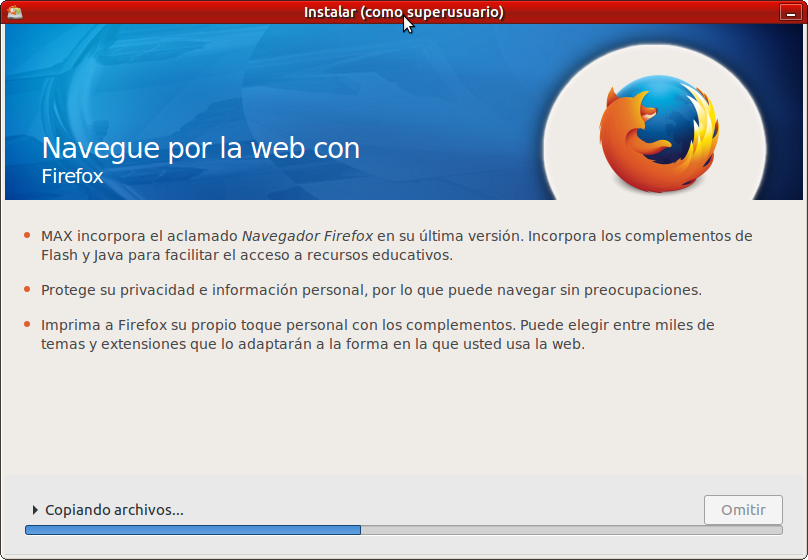 Instalar (como superusuario)
Navegue por la web con
Firefox
MAX incorpora el aclamado Navegador Firefox en su última versión. Incorpora los complementos de
Flash y Java para facilitar el acceso a recursos educativos.
Protege su privacidad e información personal, por lo que puede navegar sin preocupaciones.
Imprima a Firefox su propio toque personal con los complementos. Puede elegir entre miles de
temas y extensiones que lo adaptarán a la forma en la que usted usa la web.
Copiando archivos...
Omitir